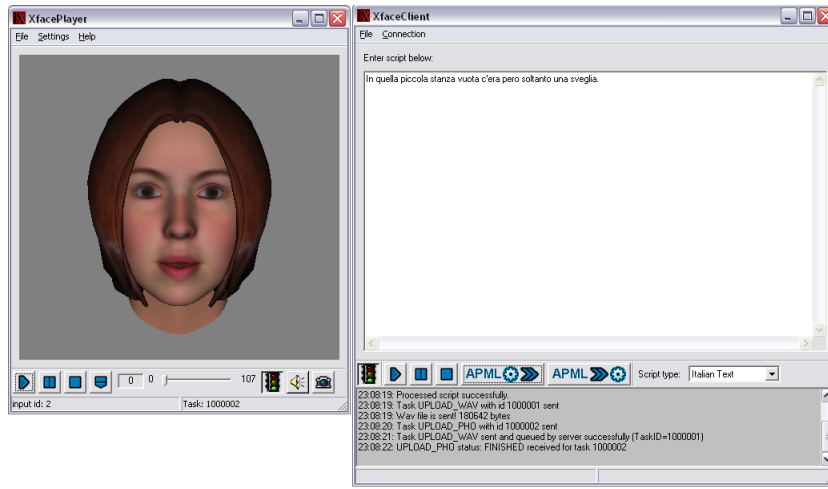 XfacePlayer
File Settings Help
0 0 107
input id: 2 Task: 1000002
XfaceClient
File Connection
Enter script below:
In quella piccola stanza vuota c'era pero soltanto una sveglia.
APML APML Script type: Italian Text
23:08:19: Processed script successfully.
23:08:19: Task UPLOAD_WAV with id 1000001 sent
23:08:19: Wav file is sent! 180642 bytes
23:08:20: Task UPLOAD_PHO with id 1000002 sent
23:08:21: Task UPLOAD_WAV sent and queued by server successfully (TaskID=1000001)
23:08:22: UPLOAD_PHO status: FINISHED received for task 1000002